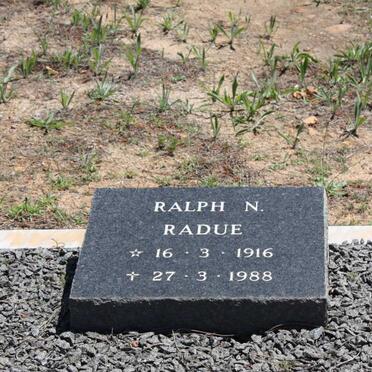 RALPH N.
RADUE
☆ 16 · 3 · 1916
✝ 27 · 3 · 1988